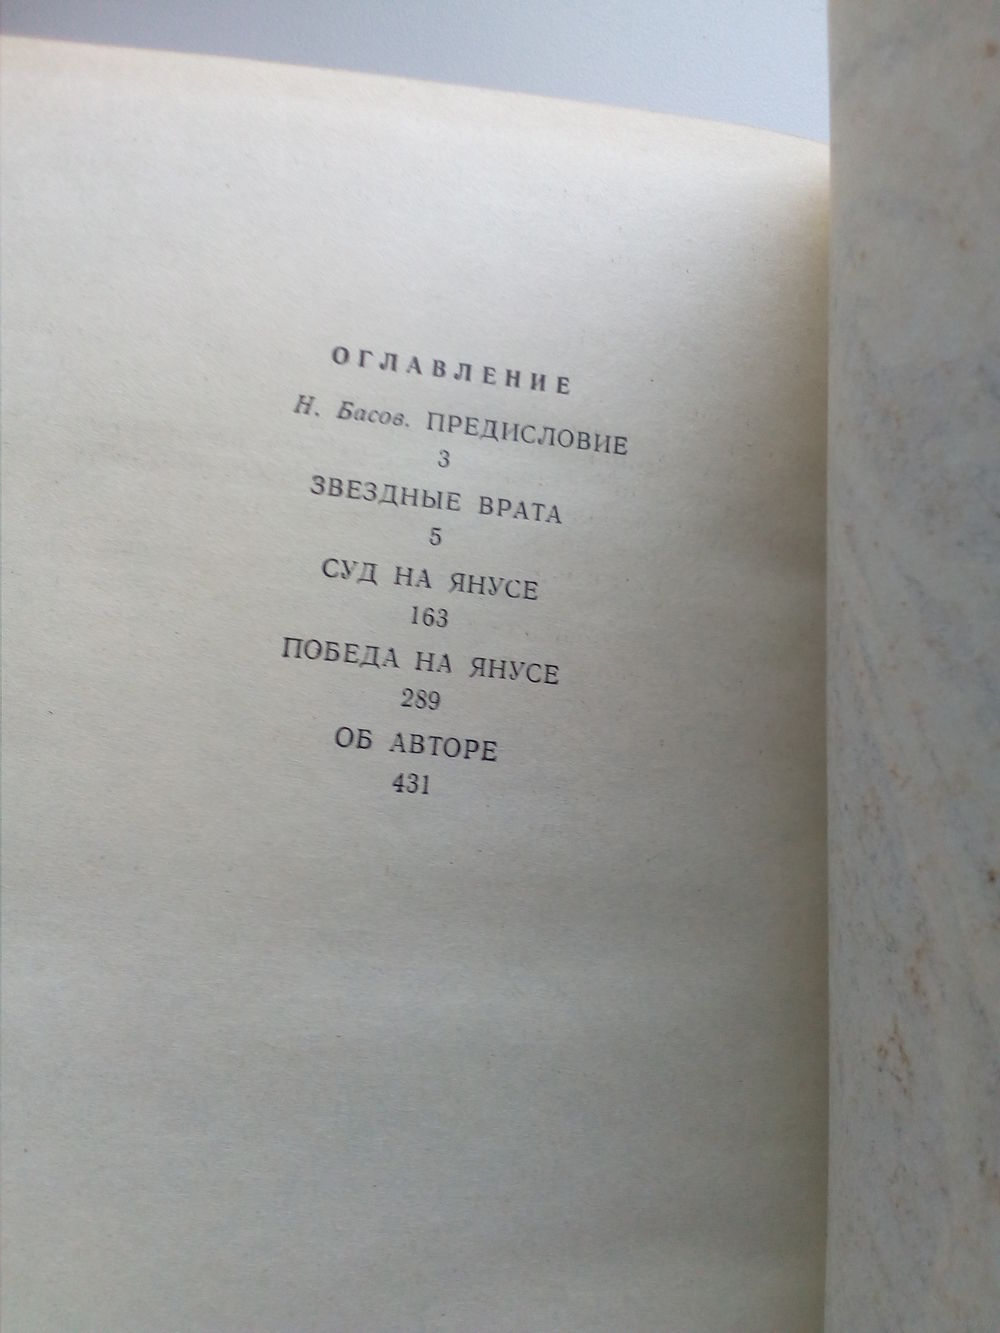 ОГЛАВЛЕНИЕ
Н. Басов. ПРЕДИСЛОВИЕ
3
ЗВЕЗДНЫЕ ВРАТА
5
СУД НА ЯНУСЕ
163
ПОБЕДА НА ЯНУСЕ
289
ОБ АВТОРЕ
431